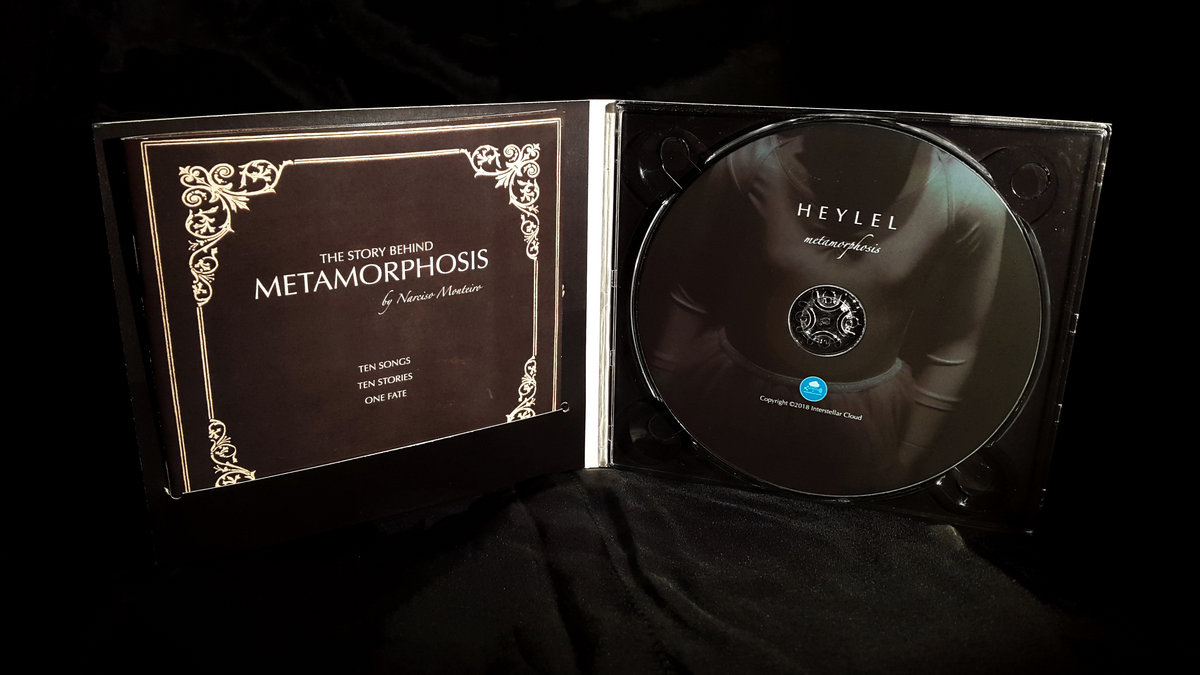 THE STORY BEHIND
METAMORPHOSIS
by Narciso Monteiro
TEN SONGS
TEN STORIES
ONE FATE
HEYLEL
metamorphosis
Copyright ©2018 Interstellar Cloud